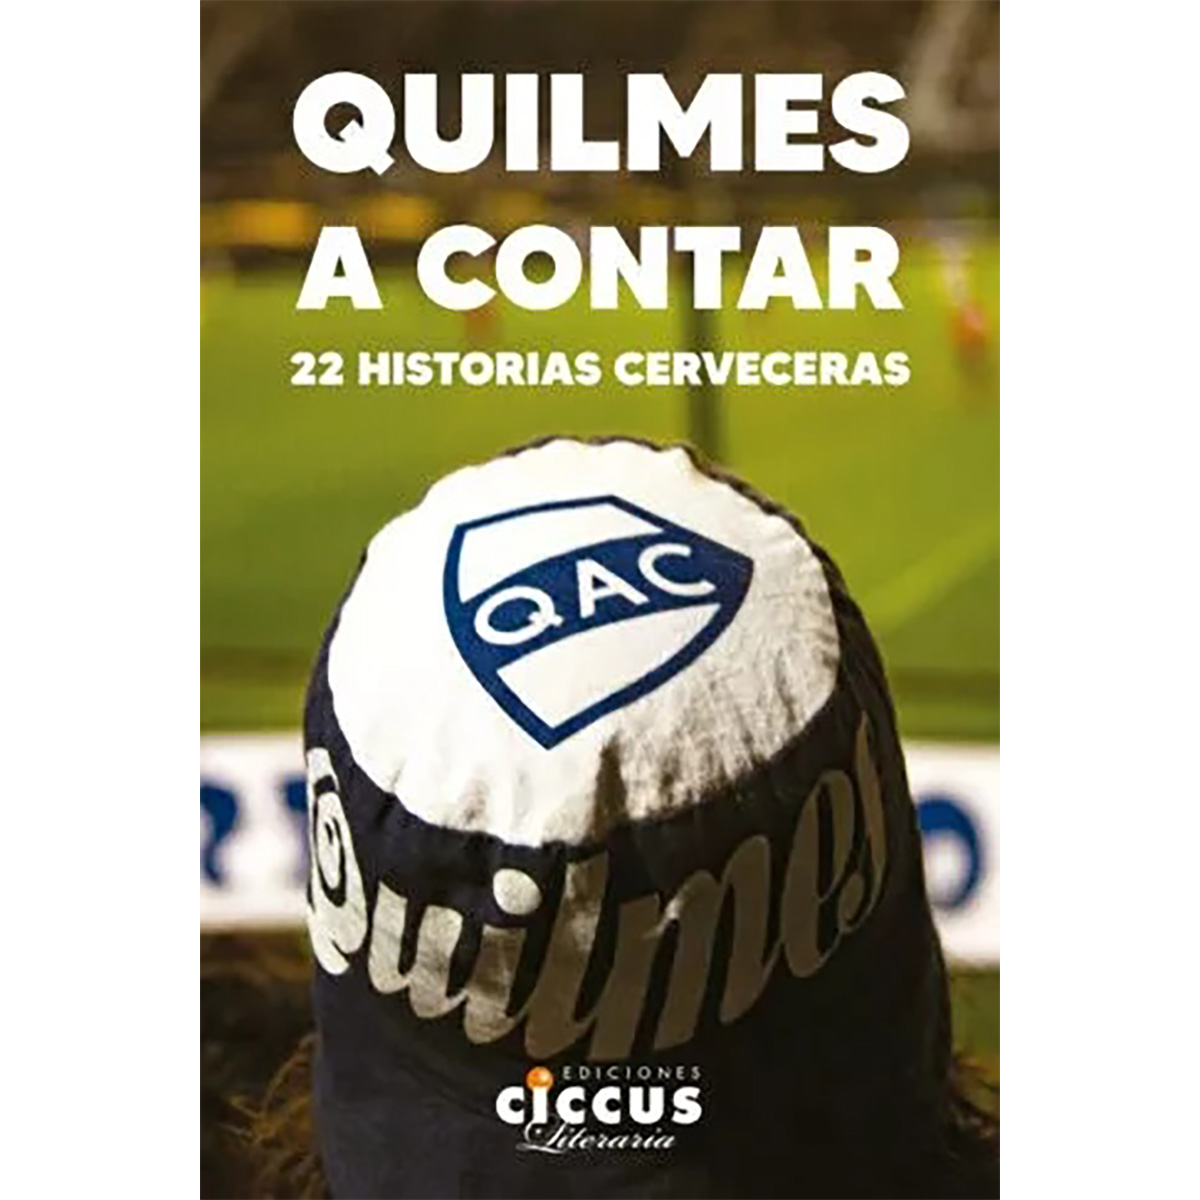 QUILMES
A CONTAR
22 HISTORIAS CERVECERAS
QAC
Quilmes
EDICIONES
CICCUS
Literaria